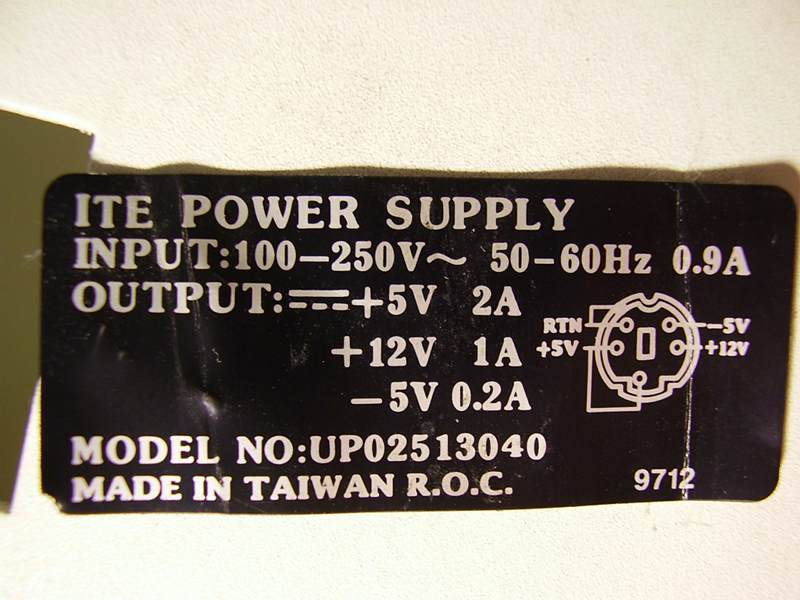 ITE POWER SUPPLY
INPUT:100-250V~ 50-60Hz 0.9A
OUTPUT:⎓+5V 2A
+12V 1A
-5V 0.2A
RTN -5V
+5V +12V
MODEL NO:UP02513040
MADE IN TAIWAN R.O.C. 9712